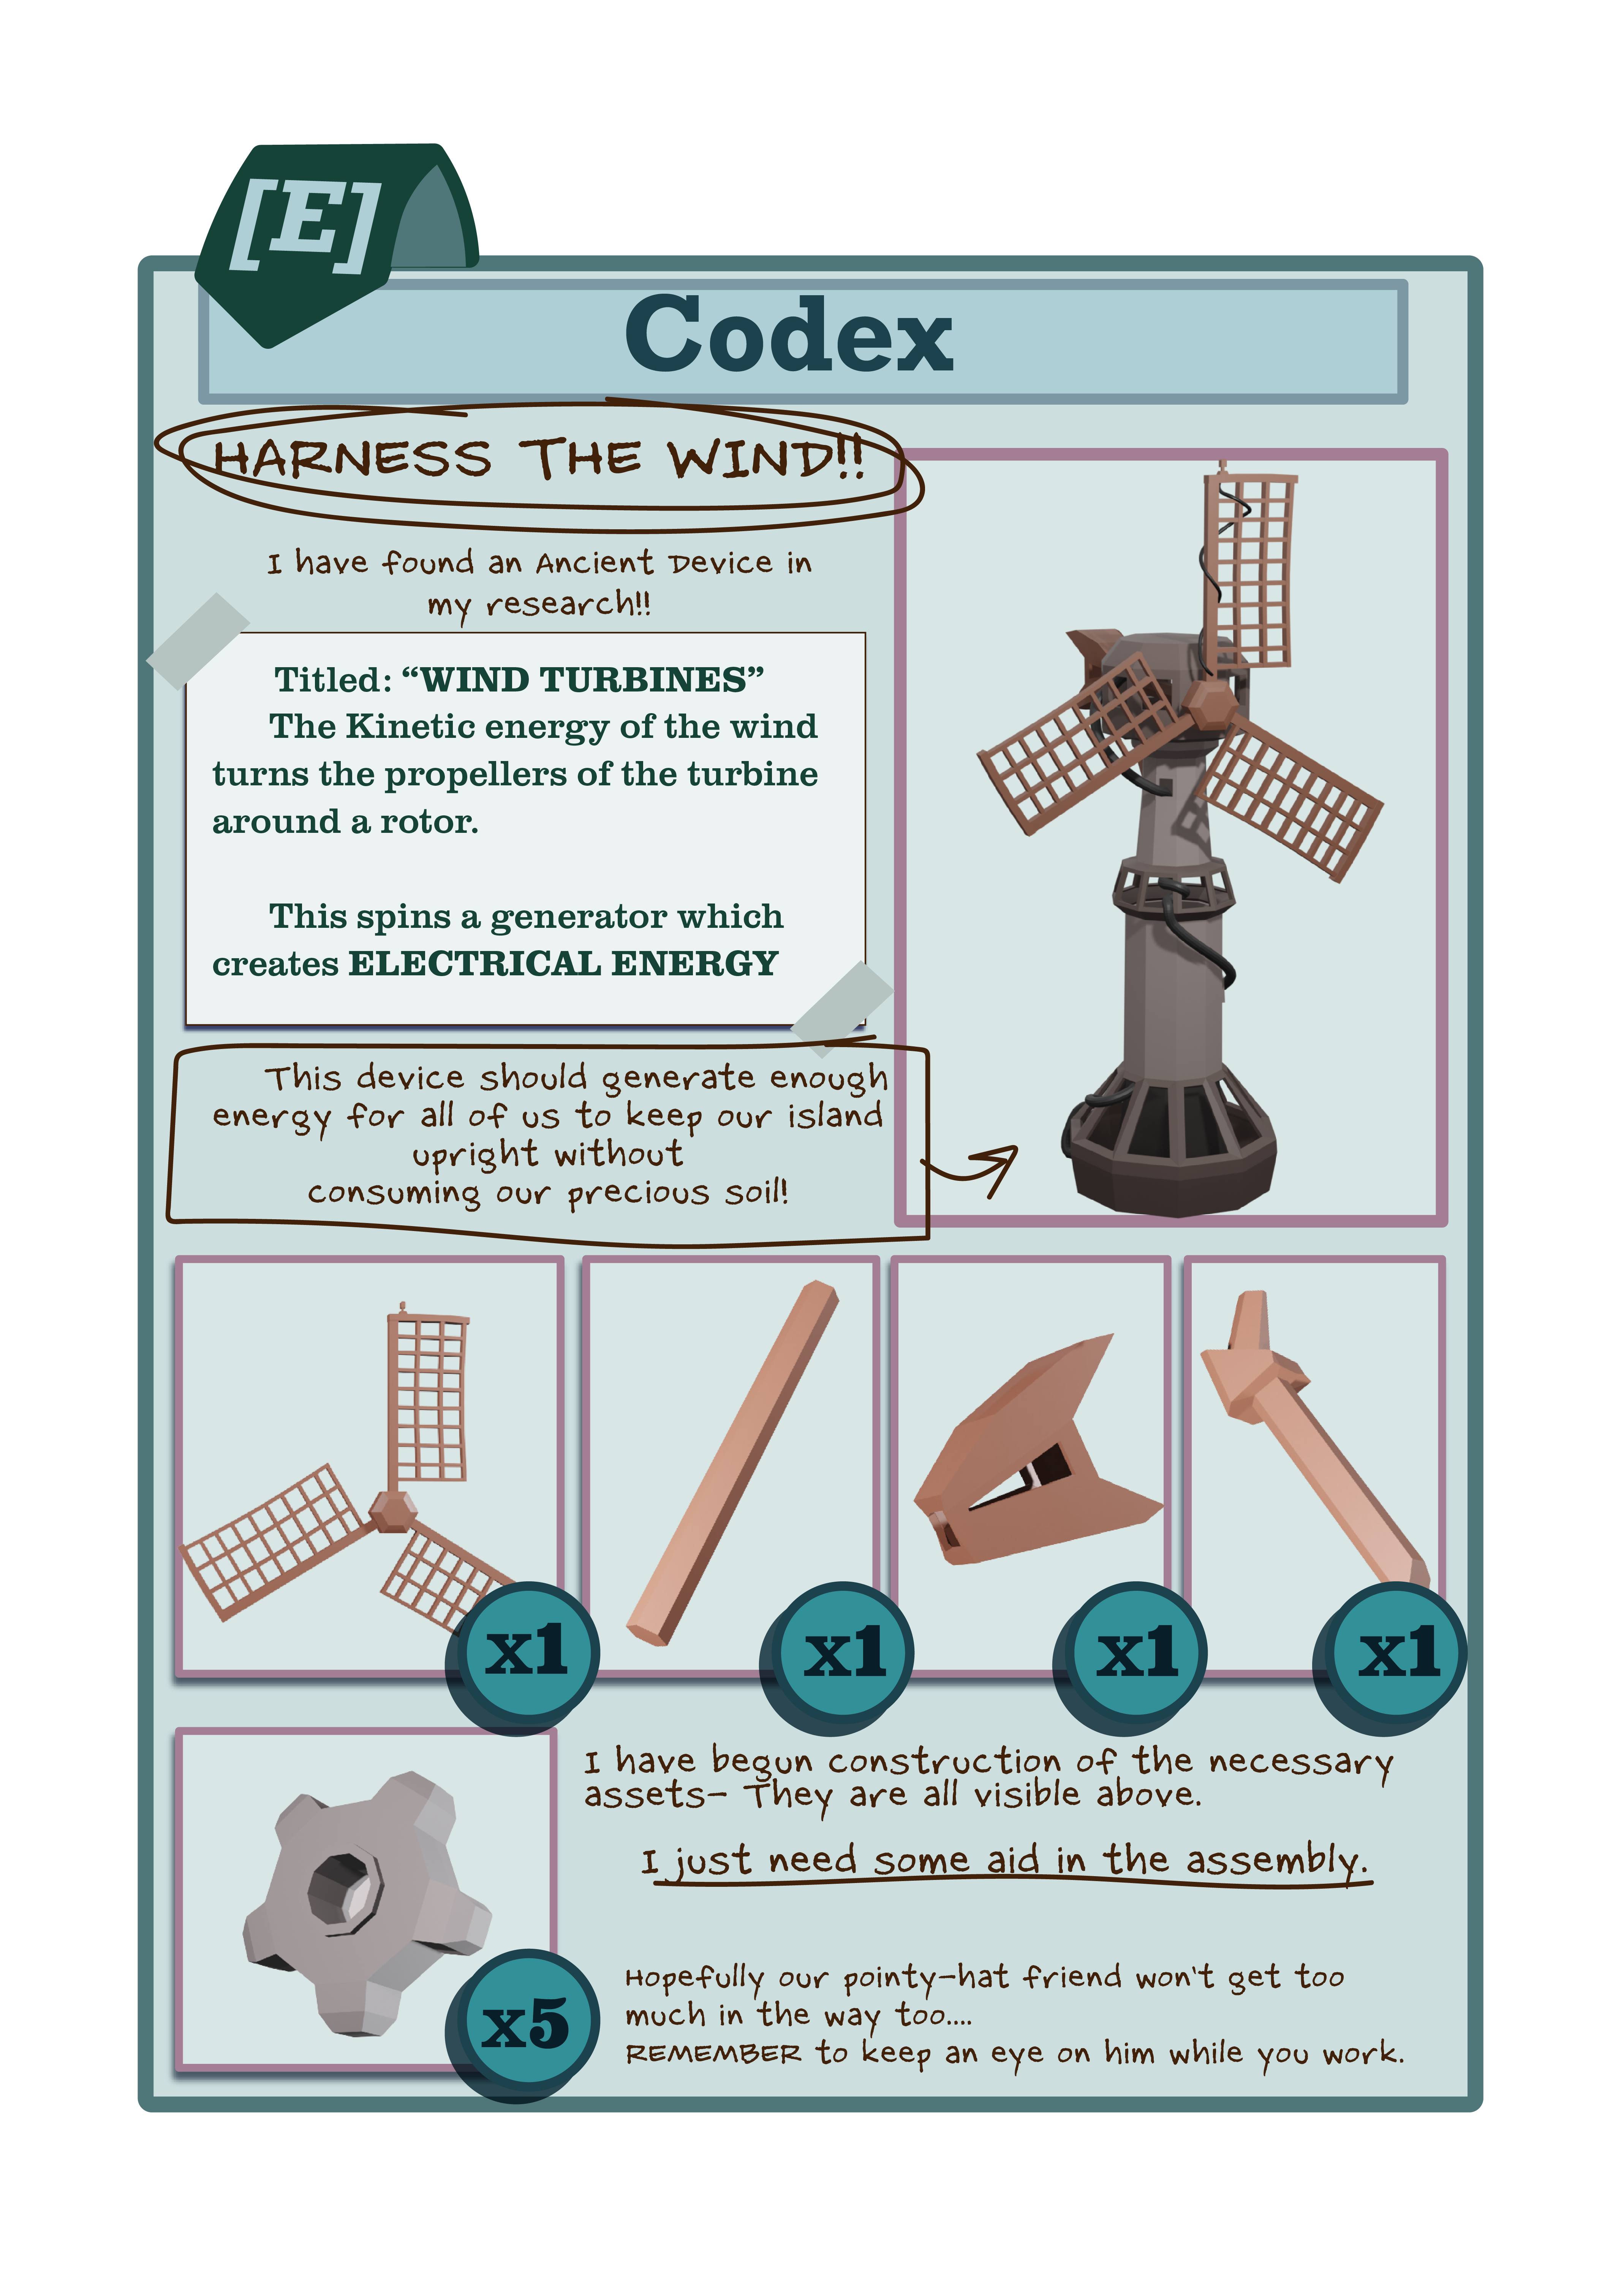 [E]
Codex
HARNESS THE WIND!!
I have found an Ancient Device in
my research!!
Titled: “WIND TURBINES”
The Kinetic energy of the wind
turns the propellers of the turbine
around a rotor.
This spins a generator which
creates ELECTRICAL ENERGY
This device should generate enough
energy for all of us to keep our island
upright without
consuming our precious soil!
x1
x1
x1
x1
x5
I have begun construction of the necessary
assets- They are all visible above.
I just need some aid in the assembly.
Hopefully our pointy-hat friend won't get too
much in the way too....
REMEMBER to keep an eye on him while you work.